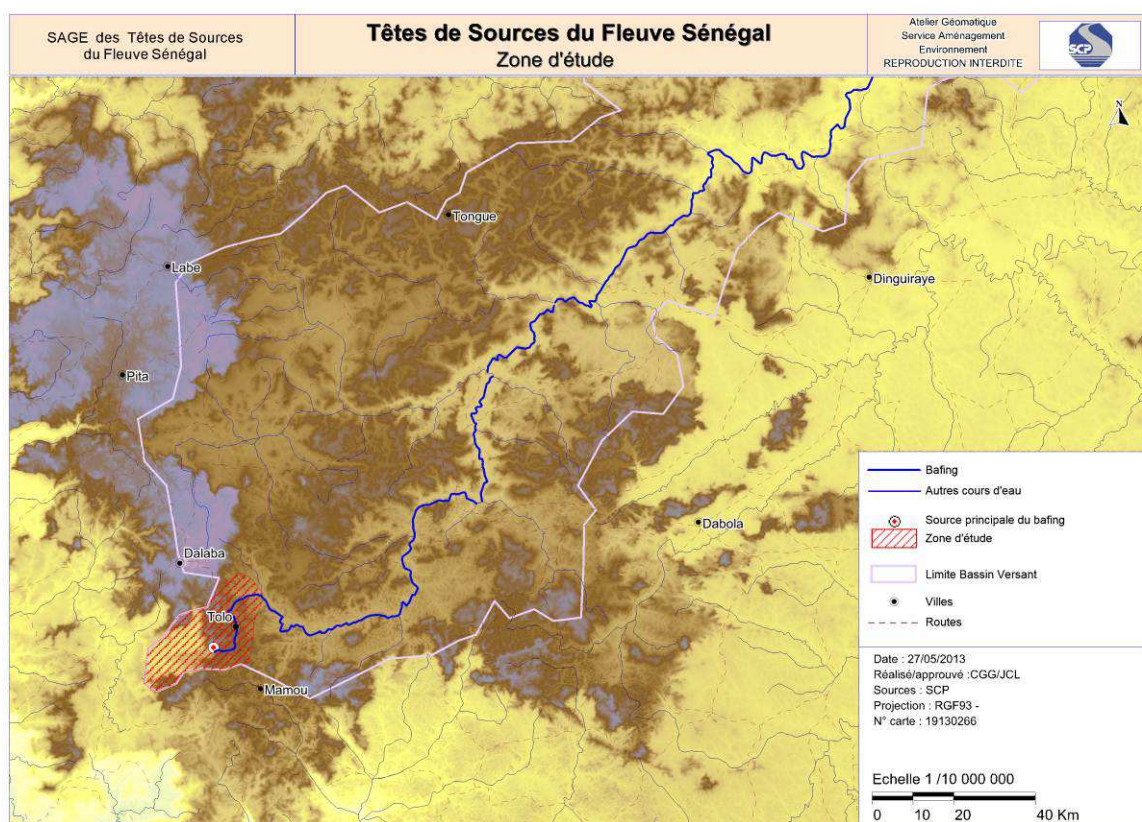 SAGE des Têtes de Sources
du Fleuve Sénégal
Têtes de Sources du Fleuve Sénégal
Zone d'étude
Atelier Géomatique
Service Aménagement
Environnement
REPRODUCTION INTERDITE
SCP
N
Tongue
Labe
Dinguiraye
Pita
Dabola
Dalaba
Tolo
Mamou
Bafing
Autres cours d'eau
Source principale du bafing
Zone d'étude
Limite Bassin Versant
Villes
Routes
Date : 27/05/2013
Réalisé/approuvé :CGG/JCL
Sources : SCP
Projection : RGF93 -
N° carte : 19130266
Echelle 1 /10 000 000
0 10 20 40 Km